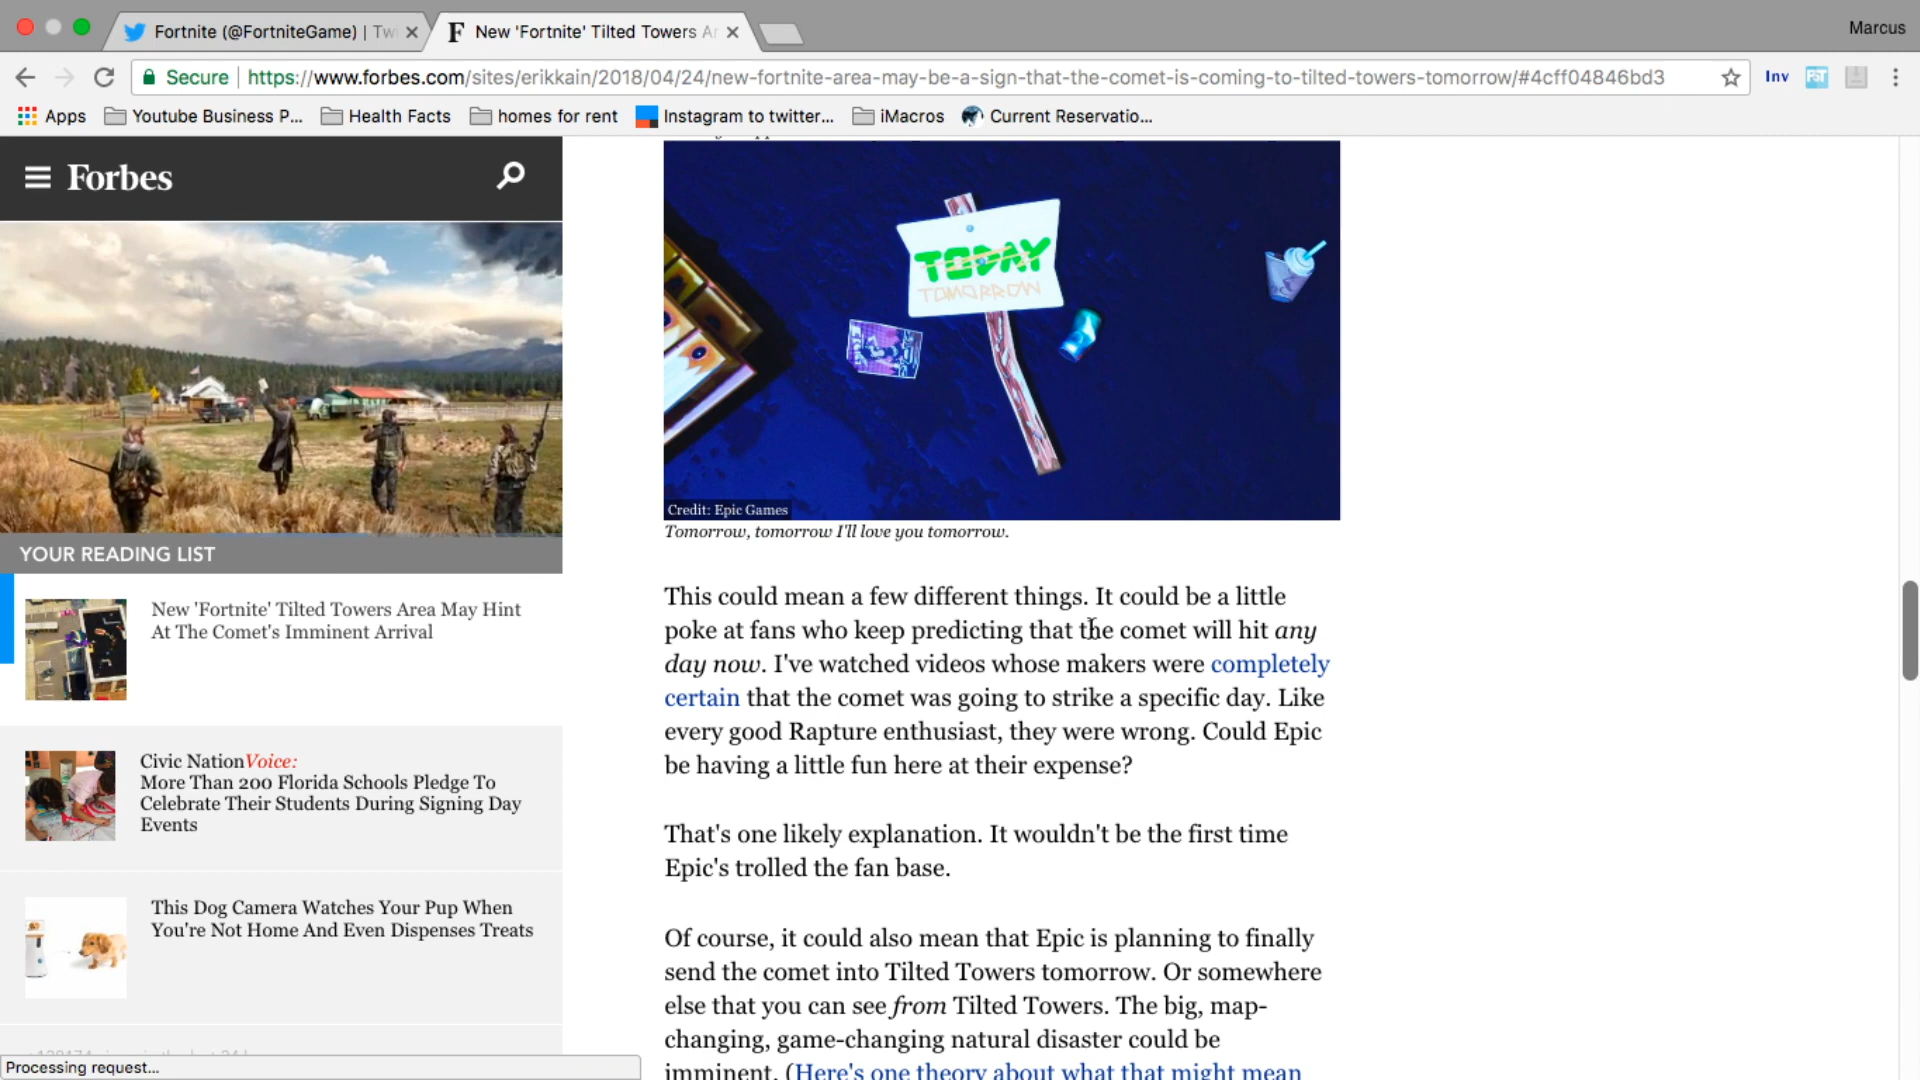 Fortnite (@FortniteGame) | Tw
New 'Fortnite' Tilted Towers Ar
Marcus
Secure | https://www.forbes.com/sites/erikkain/2018/04/24/new-fortnite-area-may-be-a-sign-that-the-comet-is-coming-to-tilted-towers-tomorrow/#4cff04846bd3
Inv
Apps
Youtube Business P...
Health Facts
homes for rent
Instagram to twitter...
iMacros
Current Reservatio...
Forbes
YOUR READING LIST
New 'Fortnite' Tilted Towers Area May Hint
At The Comet's Imminent Arrival
Civic NationVoice:
More Than 200 Florida Schools Pledge To
Celebrate Their Students During Signing Day
Events
This Dog Camera Watches Your Pup When
You're Not Home And Even Dispenses Treats
Processing request...
TODAY
TOMORROW
Credit: Epic Games
Tomorrow, tomorrow I'll love you tomorrow.
This could mean a few different things. It could be a little
poke at fans who keep predicting that the comet will hit any
day now. I've watched videos whose makers were completely
certain that the comet was going to strike a specific day. Like
every good Rapture enthusiast, they were wrong. Could Epic
be having a little fun here at their expense?
That's one likely explanation. It wouldn't be the first time
Epic's trolled the fan base.
Of course, it could also mean that Epic is planning to finally
send the comet into Tilted Towers tomorrow. Or somewhere
else that you can see from Tilted Towers. The big, map-
changing, game-changing natural disaster could be
imminent. (Here's one theory about what that might mean